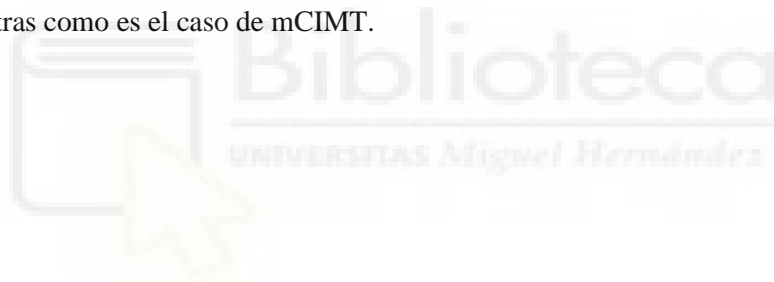 tras como es el caso de mCIMT.
Biblioteca
UNIVERSITAS Miguel Hernández